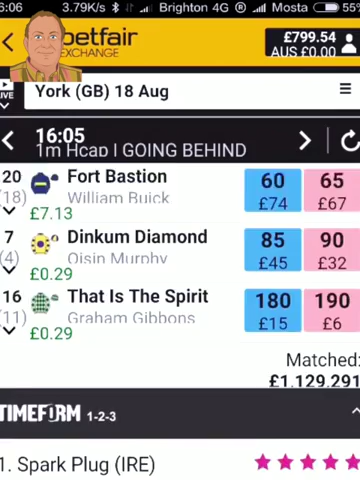 6:06 3.79K/s Brighton 4G ® Mosta 55%
betfair £799.54
EXCHANGE AUS £0.00
LIVE York (GB) 18 Aug
16:05
1m Hcap | GOING BEHIND
20 Fort Bastion 60 65
(18) William Buick £74 £67
£7.13
7 Dinkum Diamond 85 90
(4) Oisin Murphy £45 £32
£0.29
16 That Is The Spirit 180 190
(11) Graham Gibbons £15 £6
£0.29
Matched:
£1,129,291
TIMEFORM 1-2-3
1. Spark Plug (IRE)